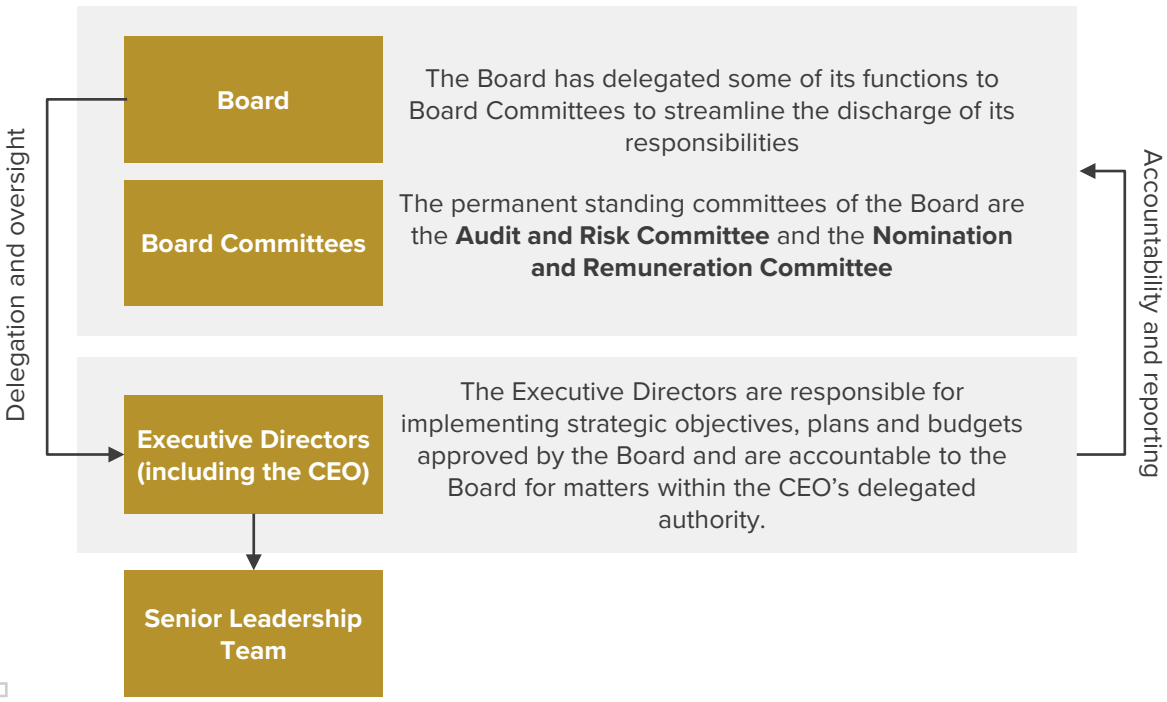 Delegation and oversight
Board
The Board has delegated some of its functions to
Board Committees to streamline the discharge of its
responsibilities
Board Committees
The permanent standing committees of the Board are
the Audit and Risk Committee and the Nomination
and Remuneration Committee
Accountability and reporting
Executive Directors
(including the CEO)
The Executive Directors are responsible for
implementing strategic objectives, plans and budgets
approved by the Board and are accountable to the
Board for matters within the CEO’s delegated
authority.
Senior Leadership
Team